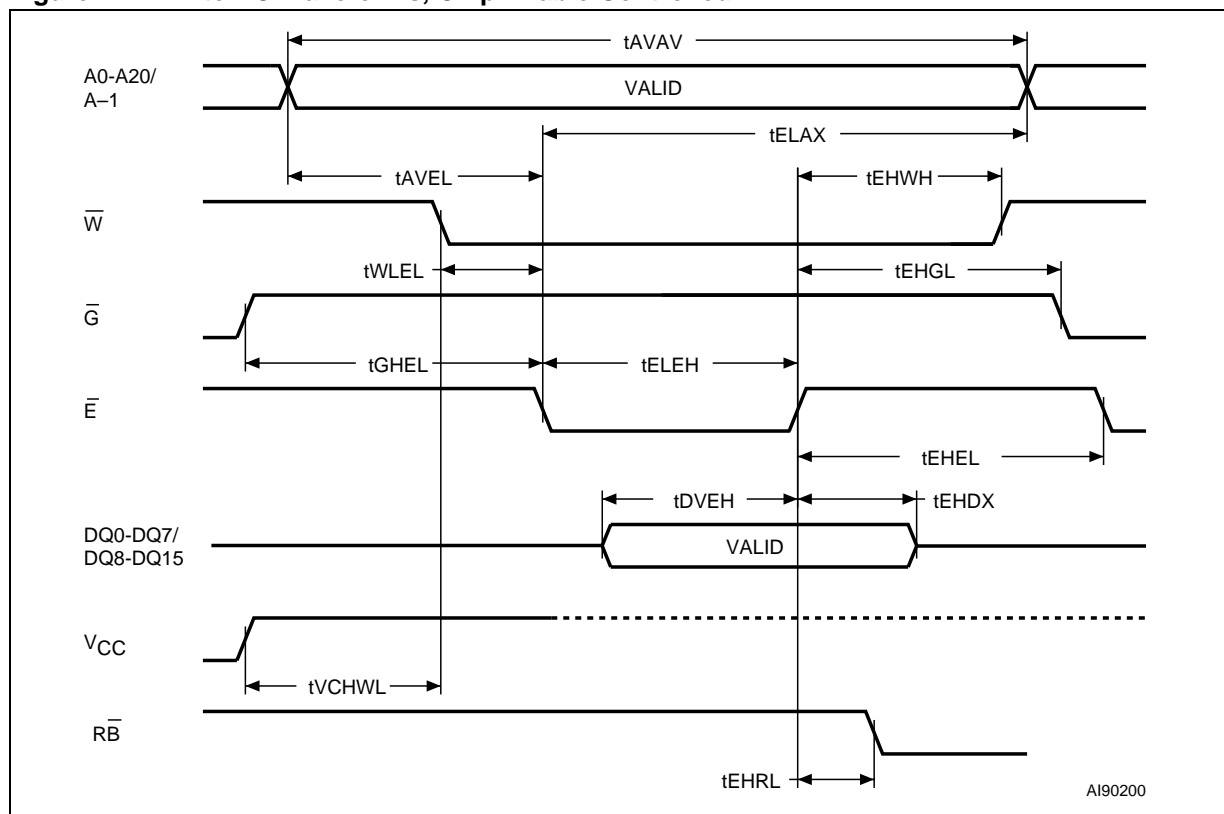 tAVAV
A0-A20/
A–1
VALID
tELAX
tAVEL
tEHWH
W̅
tWLEL
tEHGL
G̅
tGHEL
tELEH
E̅
tEHEL
tDVEH
tEHDX
DQ0-DQ7/
DQ8-DQ15
VALID
VCC
tVCHWL
RB̅
tEHRL
AI90200